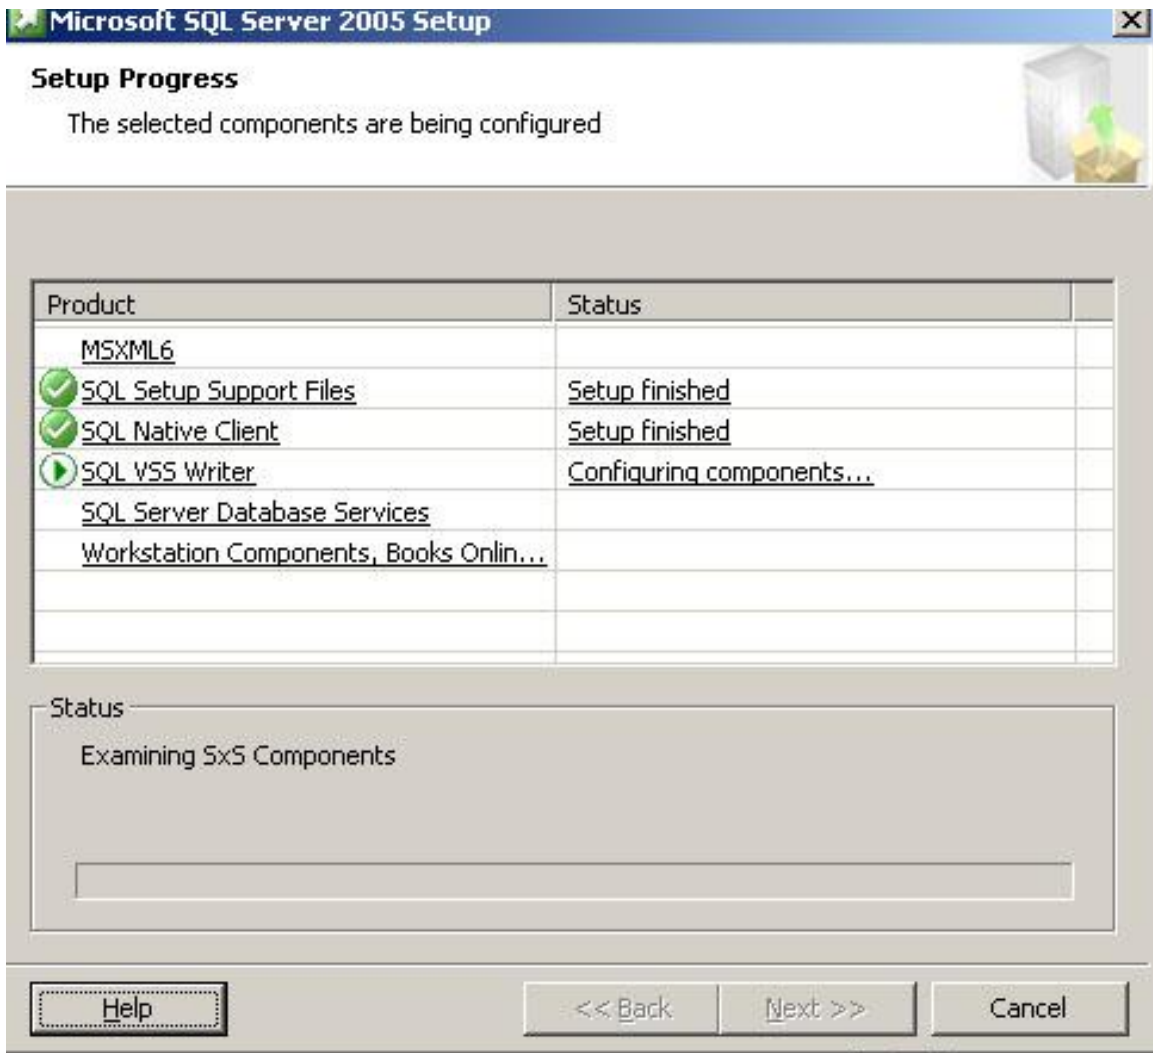 Microsoft SQL Server 2005 Setup
Setup Progress
The selected components are being configured
Product Status
MSXML6
SQL Setup Support Files Setup finished
SQL Native Client Setup finished
SQL VSS Writer Configuring components...
SQL Server Database Services
Workstation Components, Books Onlin...
Status
Examining SxS Components
Help << Back Next >> Cancel